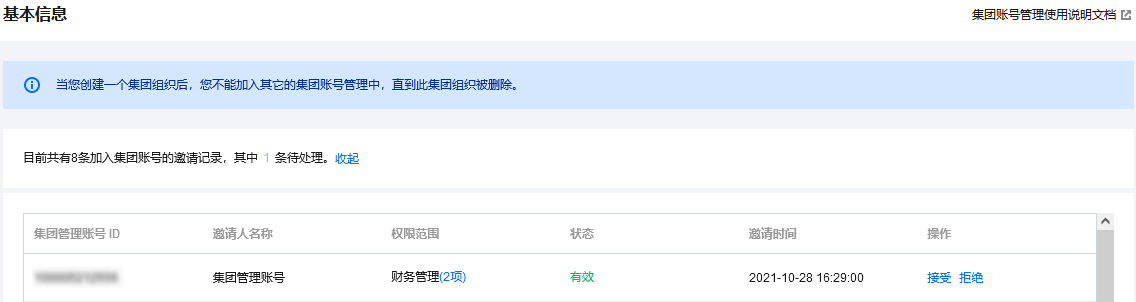 基本信息
集团账号管理使用说明文档
当您创建一个集团组织后，您不能加入其它的集团账号管理中，直到此集团组织被删除。
目前共有8条加入集团账号的邀请记录，其中 1 条待处理。收起
集团管理账号 ID 邀请人名称 权限范围 状态 邀请时间 操作
集团管理账号 财务管理(2项) 有效 2021-10-28 16:29:00 接受 拒绝